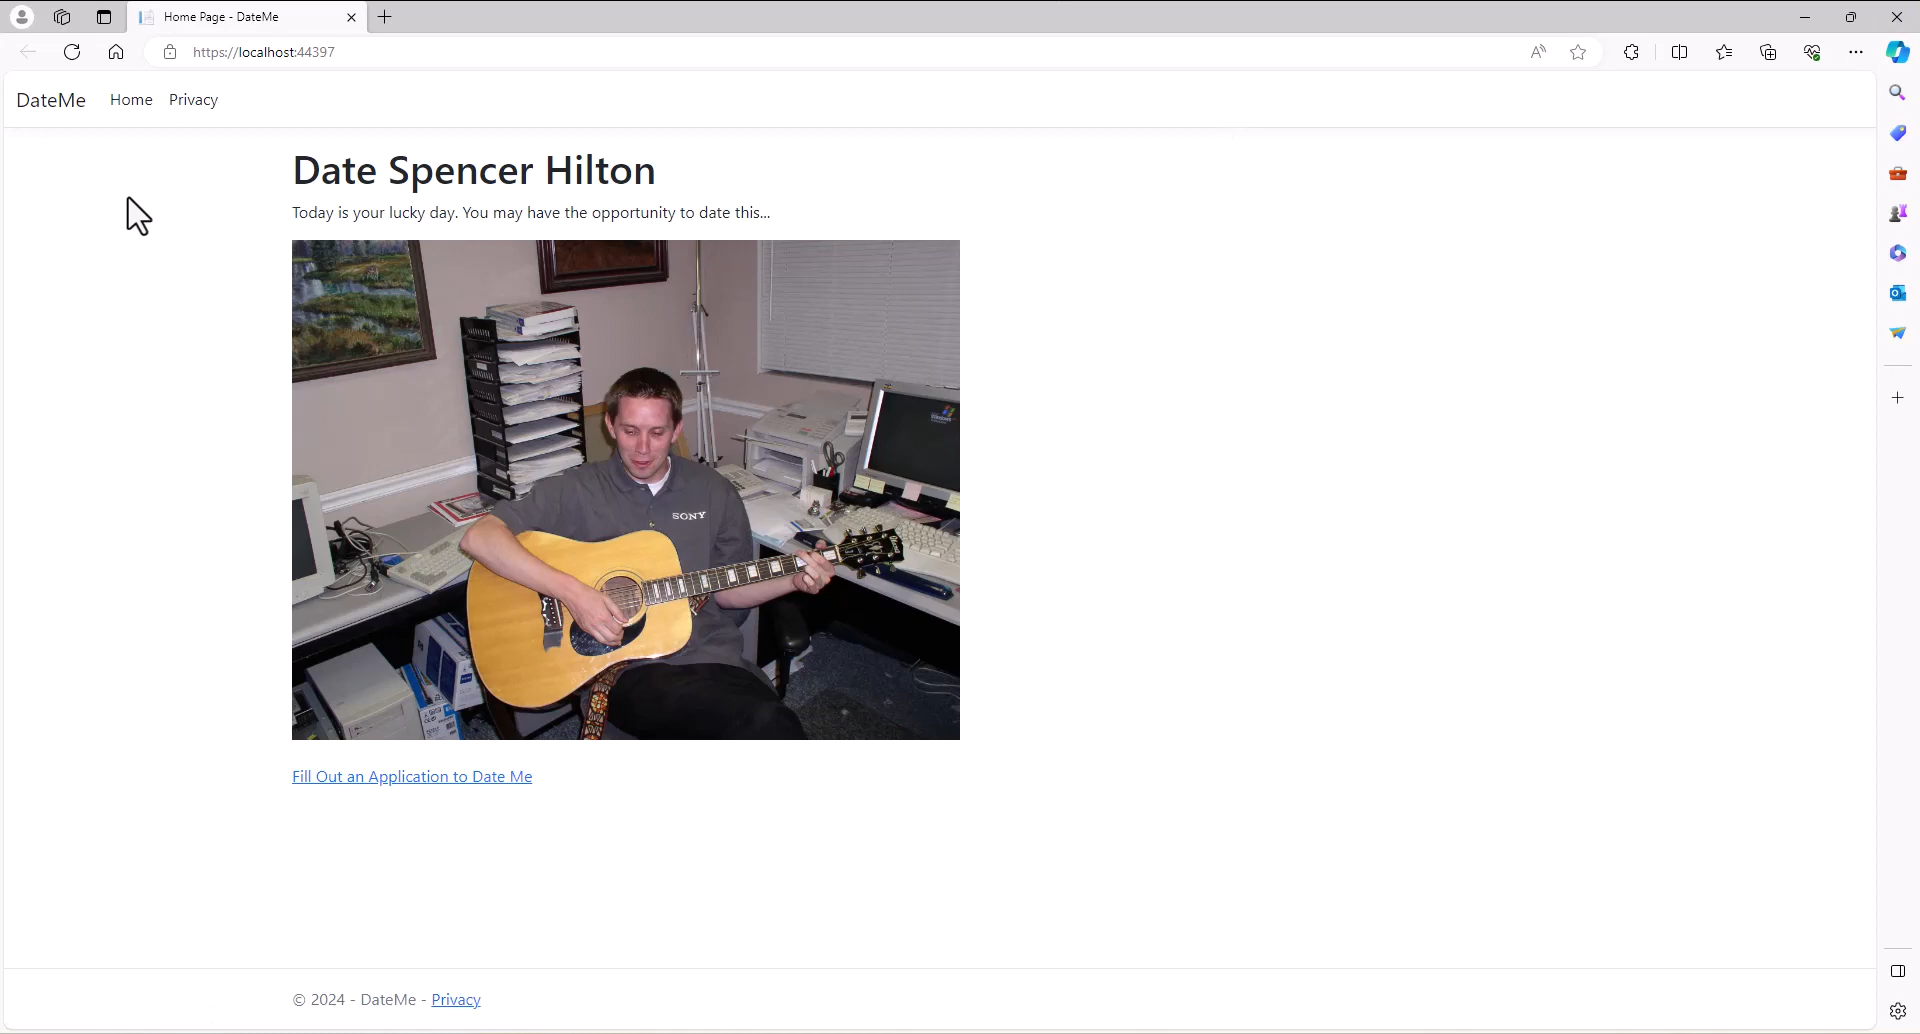 Home Page - DateMe
https://localhost:44397
DateMe Home Privacy
Date Spencer Hilton
Today is your lucky day. You may have the opportunity to date this...
SONY
Fill Out an Application to Date Me
© 2024 - DateMe - Privacy